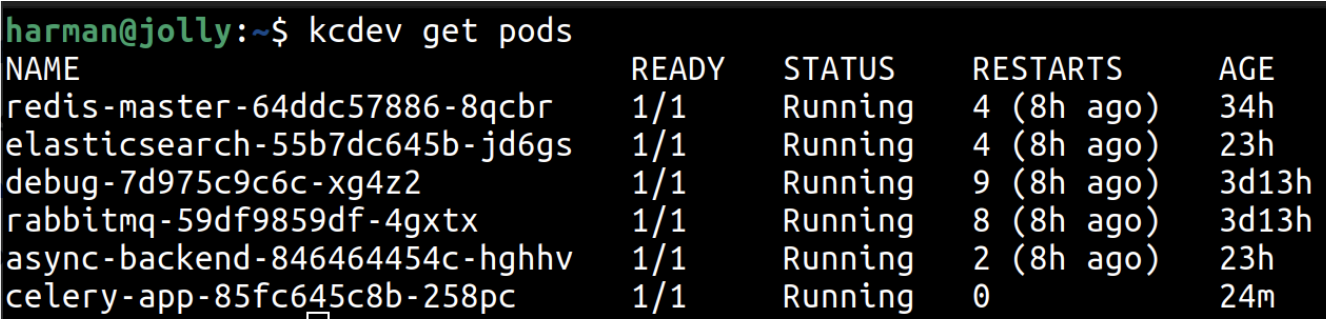 harman@jolly:~$ kcdev get pods
NAME READY STATUS RESTARTS AGE
redis-master-64ddc57886-8qcbr 1/1 Running 4 (8h ago) 34h
elasticsearch-55b7dc645b-jd6gs 1/1 Running 4 (8h ago) 23h
debug-7d975c9c6c-xg4z2 1/1 Running 9 (8h ago) 3d13h
rabbitmq-59df9859df-4gxtx 1/1 Running 8 (8h ago) 3d13h
async-backend-846464454c-hghhv 1/1 Running 2 (8h ago) 23h
celery-app-85fc645c8b-258pc 1/1 Running 0 24m